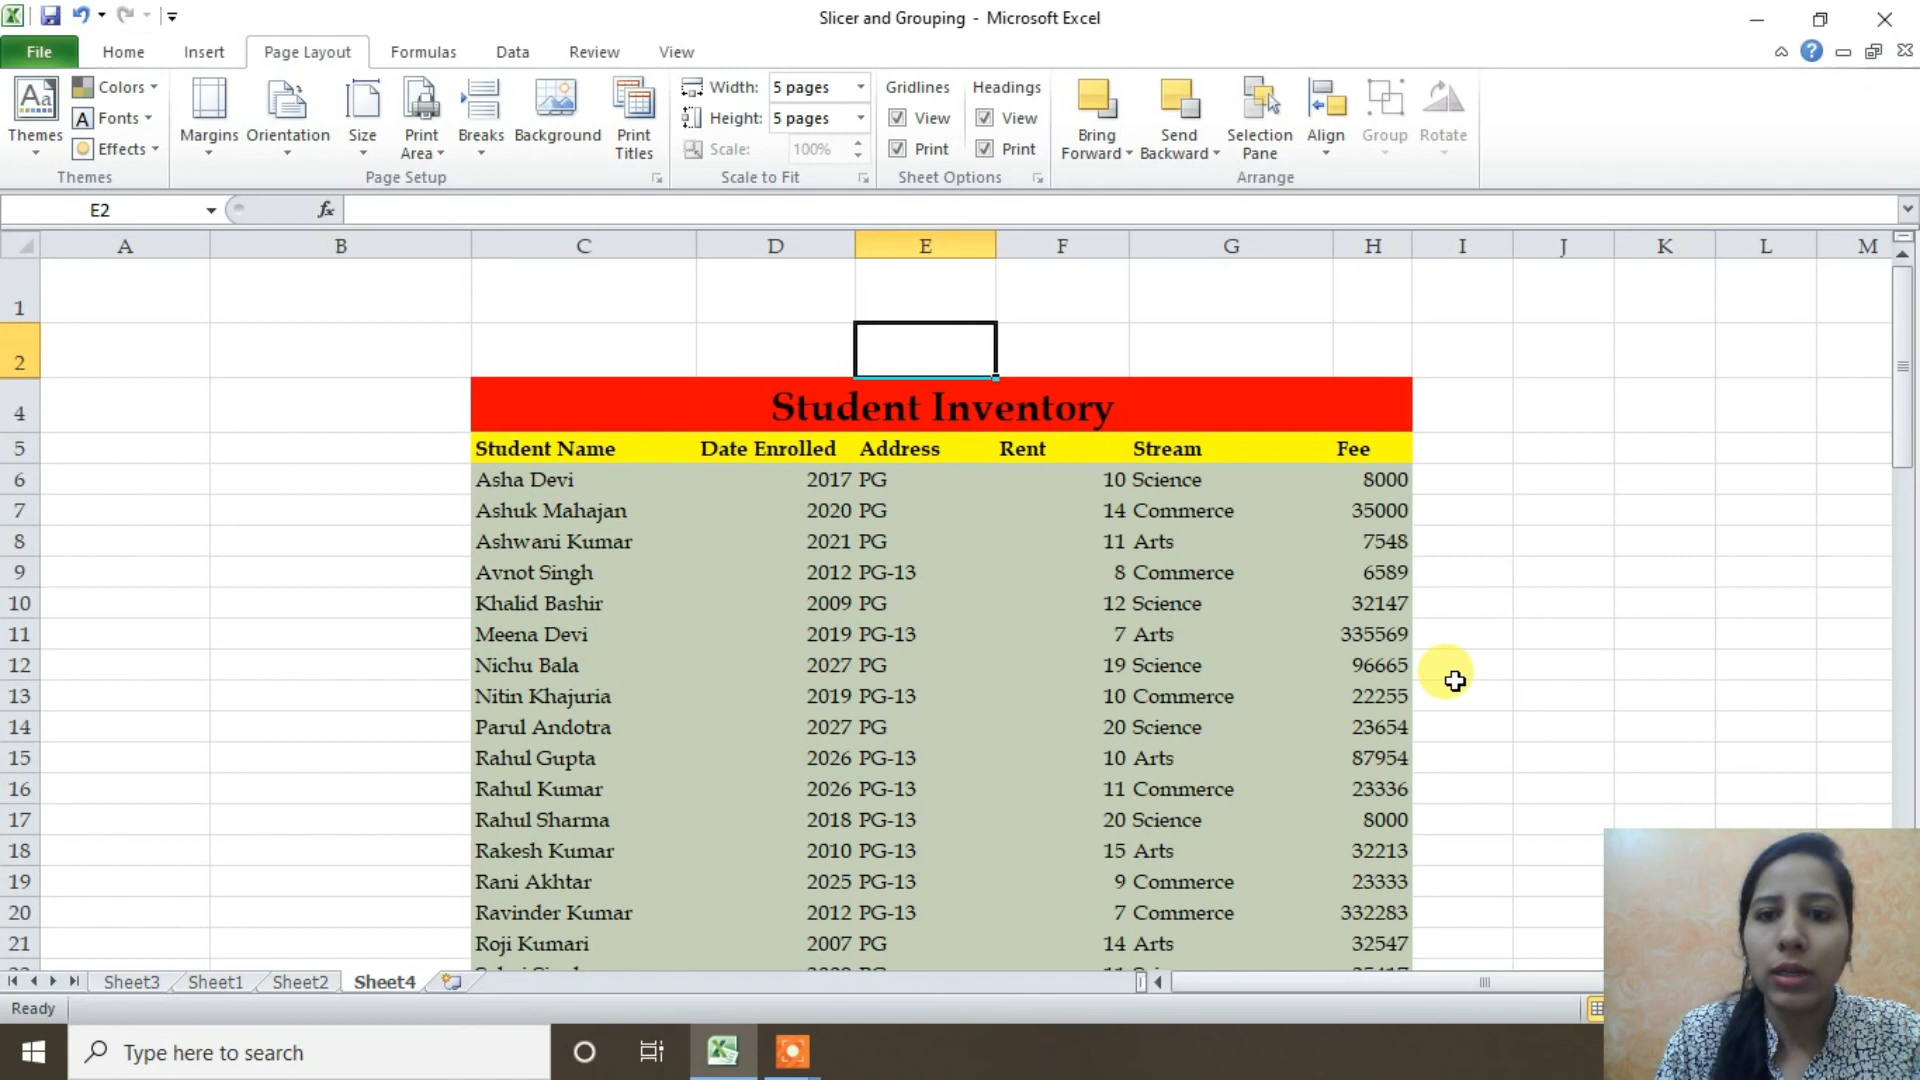 Slicer and Grouping - Microsoft Excel
File Home Insert Page Layout Formulas Data Review View
Aa Themes
Colors
Fonts
Effects
Themes
Margins Orientation Size Print Area Breaks Background Print Titles
Page Setup
Width: 5 pages
Height: 5 pages
Scale: 100%
Scale to Fit
Gridlines Headings
View View
Print Print
Sheet Options
Bring Forward Send Backward Selection Pane Align Group Rotate
Arrange
E2 fx
A B C D E F G H I J K L M
1
2
4 Student Inventory
5 Student Name Date Enrolled Address Rent Stream Fee
6 Asha Devi 2017 PG 10 Science 8000
7 Ashuk Mahajan 2020 PG 14 Commerce 35000
8 Ashwani Kumar 2021 PG 11 Arts 7548
9 Avnot Singh 2012 PG-13 8 Commerce 6589
10 Khalid Bashir 2009 PG 12 Science 32147
11 Meena Devi 2019 PG-13 7 Arts 335569
12 Nichu Bala 2027 PG 19 Science 96665
13 Nitin Khajuria 2019 PG-13 10 Commerce 22255
14 Parul Andotra 2027 PG 20 Science 23654
15 Rahul Gupta 2026 PG-13 10 Arts 87954
16 Rahul Kumar 2026 PG-13 11 Commerce 23336
17 Rahul Sharma 2018 PG-13 20 Science 8000
18 Rakesh Kumar 2010 PG-13 15 Arts 32213
19 Rani Akhtar 2025 PG-13 9 Commerce 23333
20 Ravinder Kumar 2012 PG-13 7 Commerce 332283
21 Roji Kumari 2007 PG 14 Arts 32547
Sheet3 Sheet1 Sheet2 Sheet4
Ready
Type here to search